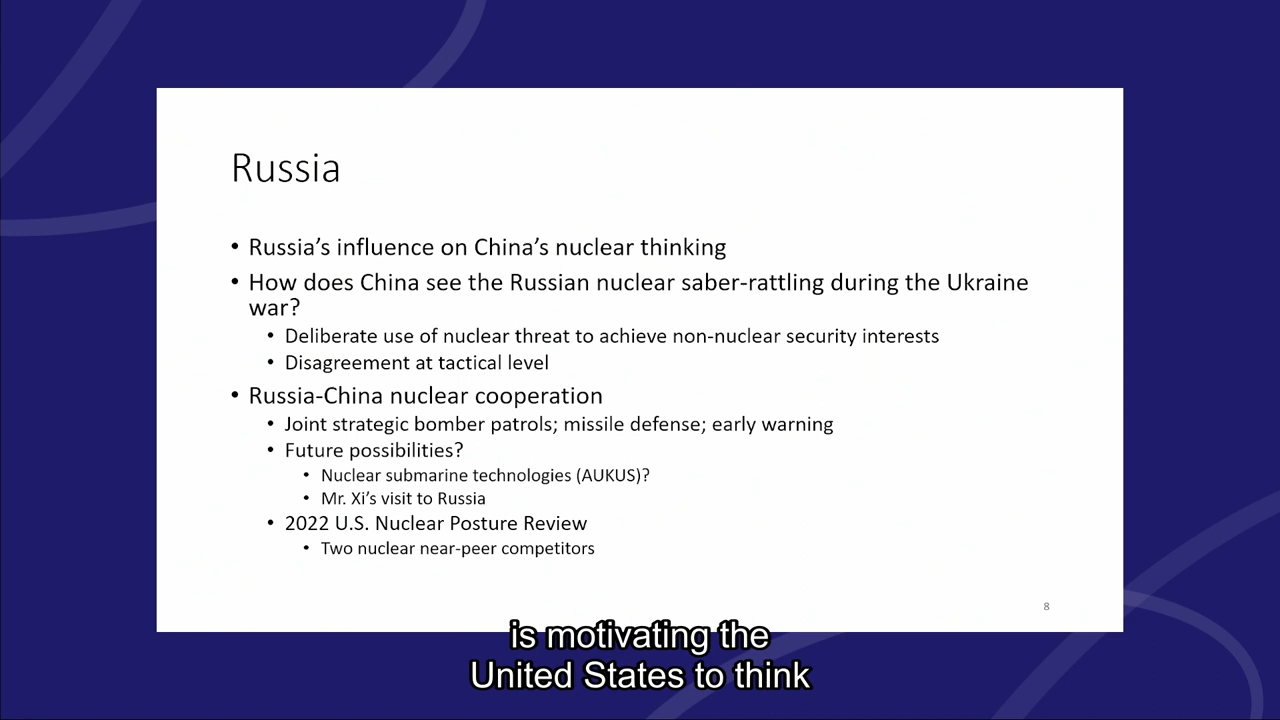 Russia
• Russia’s influence on China’s nuclear thinking
• How does China see the Russian nuclear saber-rattling during the Ukraine
war?
• Deliberate use of nuclear threat to achieve non-nuclear security interests
• Disagreement at tactical level
• Russia-China nuclear cooperation
• Joint strategic bomber patrols; missile defense; early warning
• Future possibilities?
• Nuclear submarine technologies (AUKUS)?
• Mr. Xi’s visit to Russia
• 2022 U.S. Nuclear Posture Review
• Two nuclear near-peer competitors
8
is motivating the
United States to think